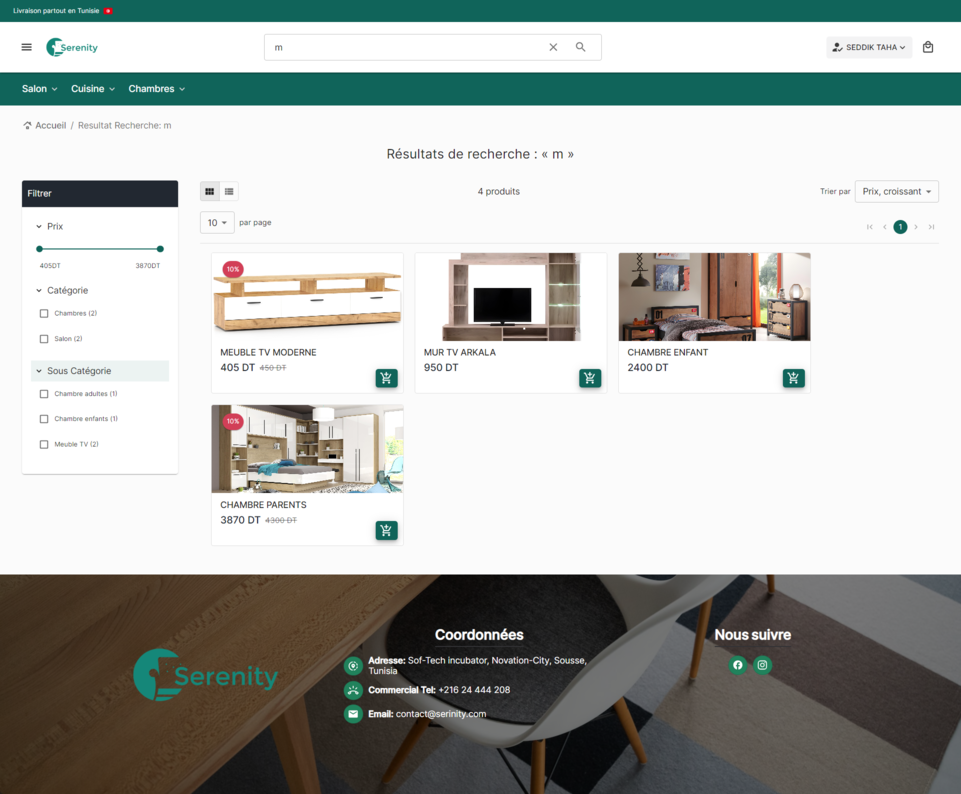 Livraison partout en Tunisie
Serenity
m
SEDDIK TAHA
Salon
Cuisine
Chambres
Accueil / Resultat Recherche: m
Résultats de recherche : « m »
Filtrer
Prix
405DT
3870DT
Catégorie
Chambres (2)
Salon (2)
Sous Catégorie
Chambre adultes (1)
Chambre enfants (1)
Meuble TV (2)
4 produits
Trier par
Prix, croissant
10
par page
1
10%
MEUBLE TV MODERNE
405 DT 450 DT
MUR TV ARKALA
950 DT
01
CHAMBRE ENFANT
2400 DT
10%
CHAMBRE PARENTS
3870 DT 4300 DT
Serenity
Coordonnées
Adresse: Sof-Tech incubator, Novation-City, Sousse,
Tunisia
Commercial Tel: +216 24 444 208
Email: contact@serinity.com
Nous suivre